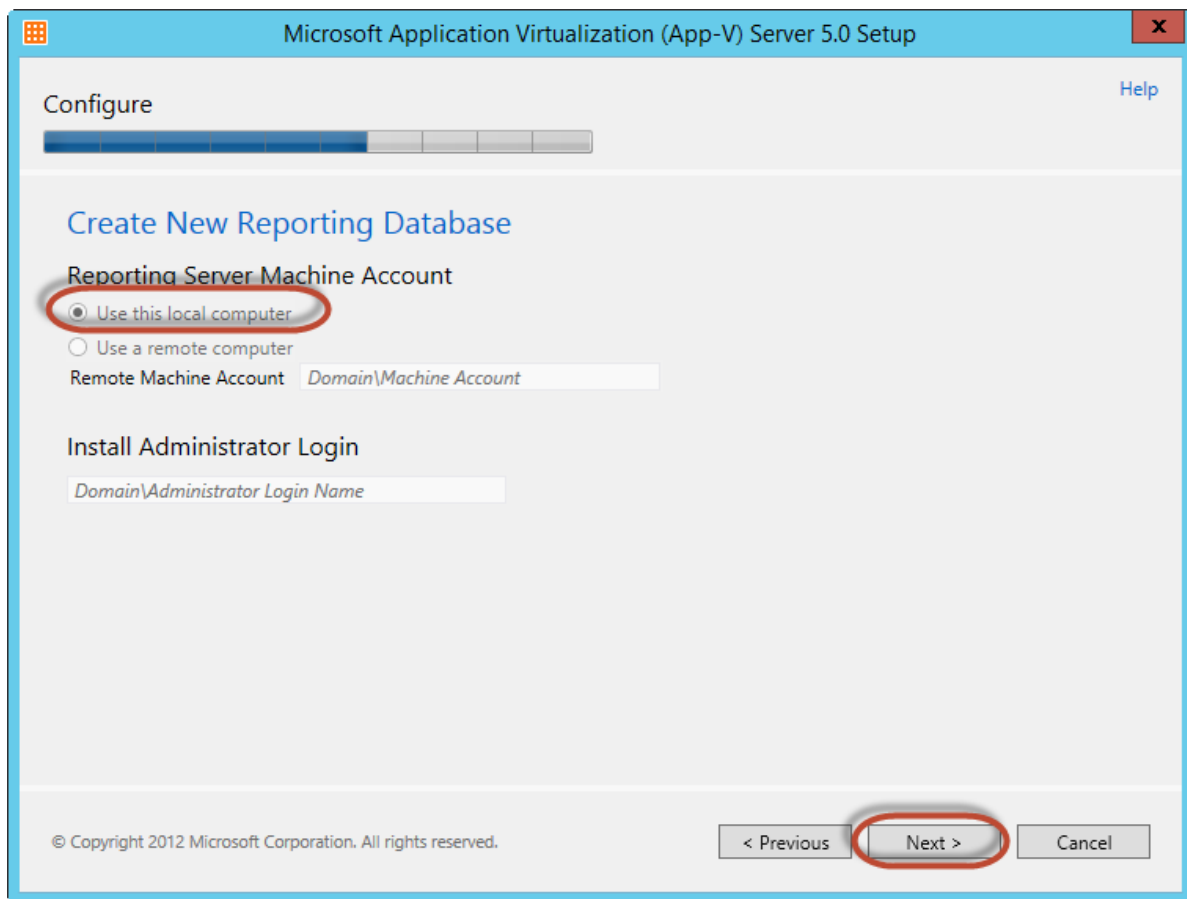 Microsoft Application Virtualization (App-V) Server 5.0 Setup
x
Help
Configure
Create New Reporting Database
Reporting Server Machine Account
Use this local computer
Use a remote computer
Remote Machine Account Domain\Machine Account
Install Administrator Login
Domain\Administrator Login Name
© Copyright 2012 Microsoft Corporation. All rights reserved.
< Previous Next > Cancel